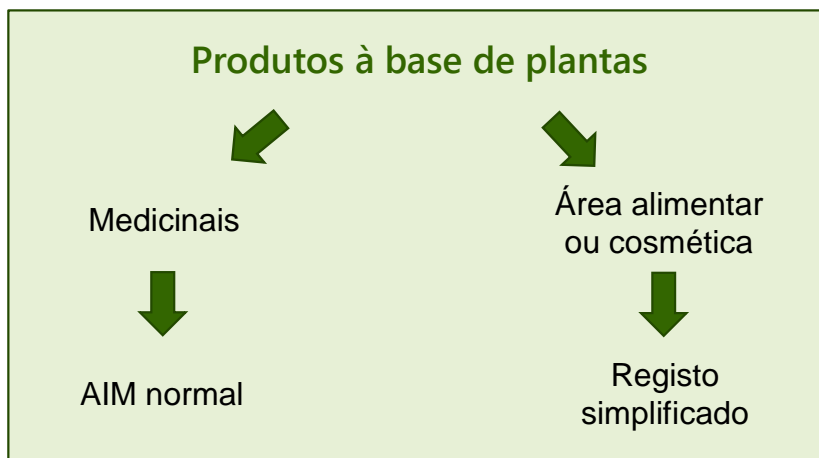 Produtos à base de plantas
Medicinais
Área alimentar
ou cosmética
AIM normal
Registo
simplificado